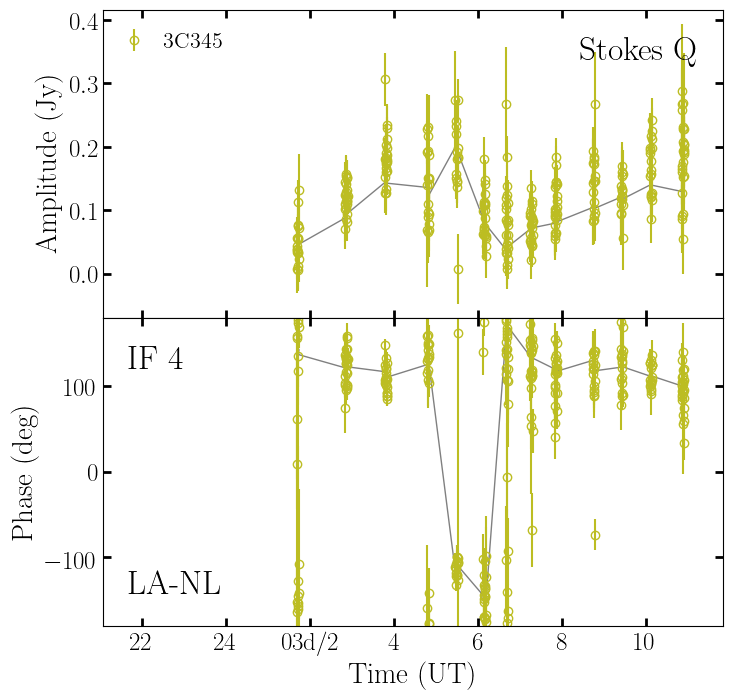 3C345
Stokes Q
0.4
0.3
0.2
0.1
0.0
Amplitude (Jy)
IF 4
100
0
−100
Phase (deg)
LA-NL
22 24 03d/2 4 6 8 10
Time (UT)